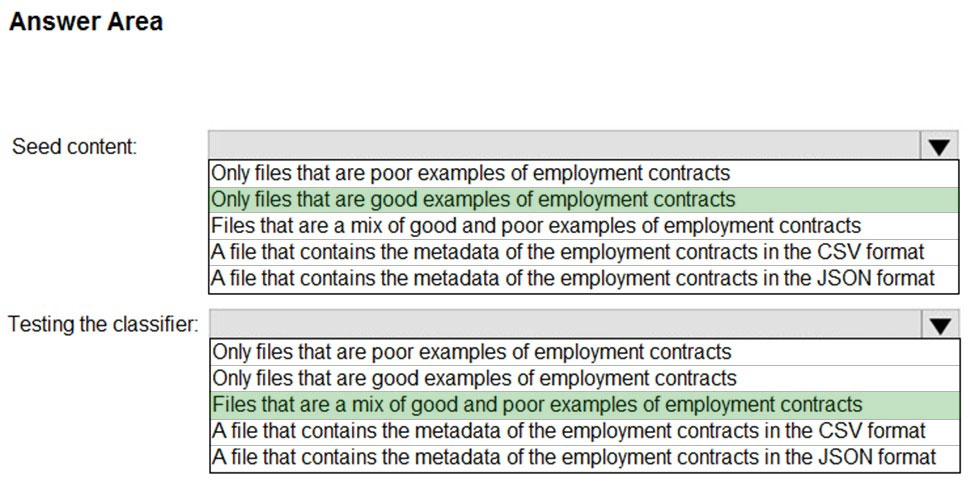 Answer Area
Seed content:
Only files that are poor examples of employment contracts
Only files that are good examples of employment contracts
Files that are a mix of good and poor examples of employment contracts
A file that contains the metadata of the employment contracts in the CSV format
A file that contains the metadata of the employment contracts in the JSON format
Testing the classifier:
Only files that are poor examples of employment contracts
Only files that are good examples of employment contracts
Files that are a mix of good and poor examples of employment contracts
A file that contains the metadata of the employment contracts in the CSV format
A file that contains the metadata of the employment contracts in the JSON format